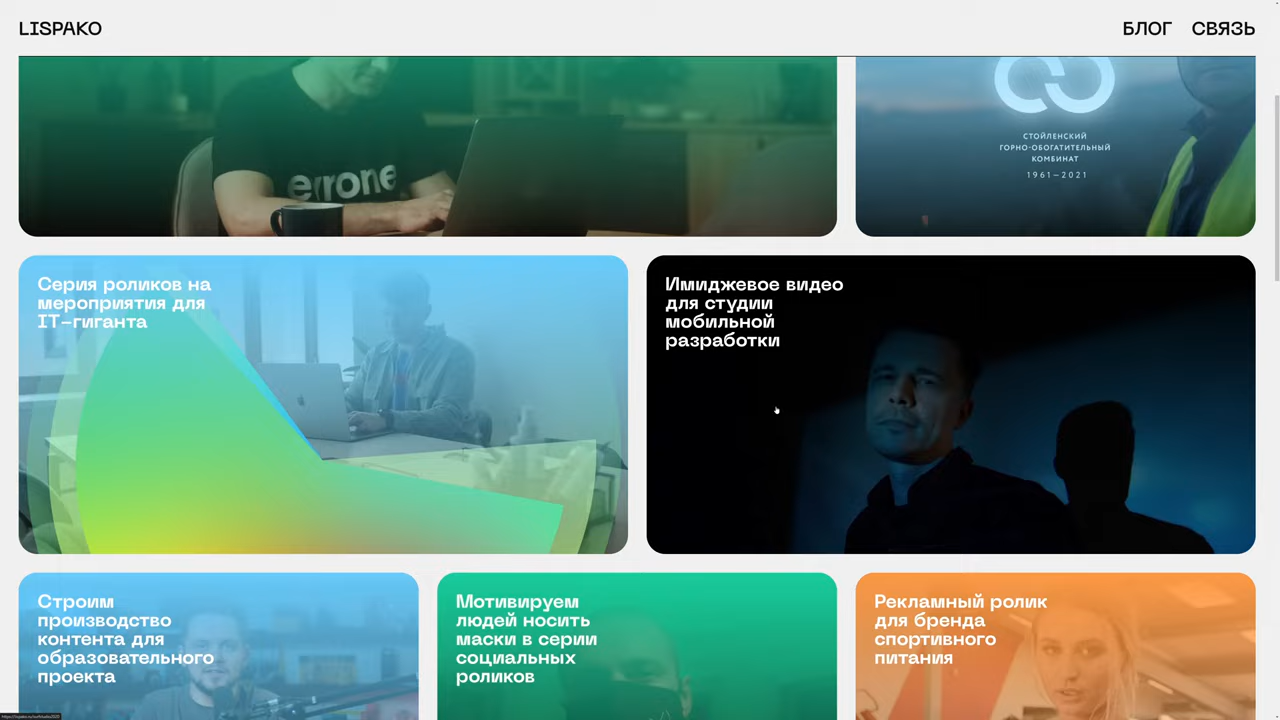 LISPAKO
БЛОГ СВЯЗЬ
errone
СТОЙЛЕНСКИЙ
ГОРНО-ОБОГАТИТЕЛЬНЫЙ
КОМБИНАТ
1961—2021
Серия роликов на
мероприятия для
IT-гиганта
Имиджевое видео
для студии
мобильной
разработки
Строим
производство
контента для
образовательного
проекта
Мотивируем
людей носить
маски в серии
социальных
роликов
Рекламный ролик
для бренда
спортивного
питания